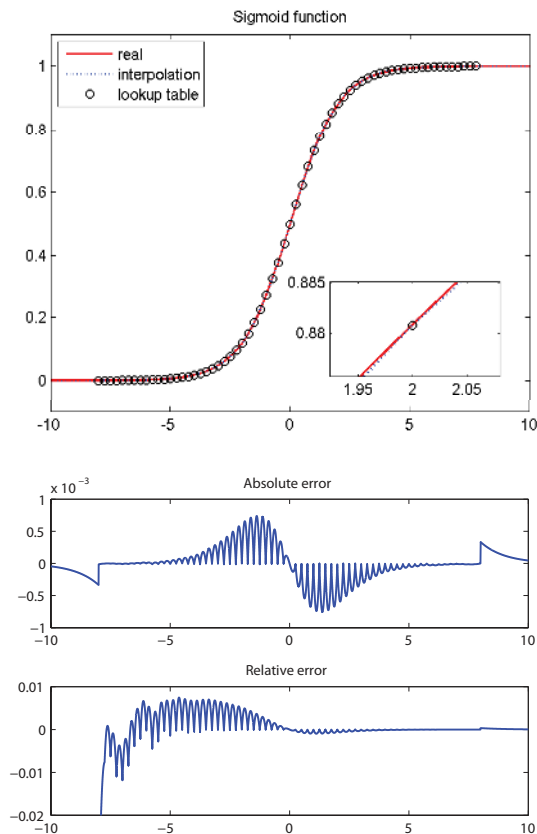 Sigmoid function
real
interpolation
lookup table
1
0.8
0.6
0.4
0.2
0
0.885
0.88
1.95 2 2.05
-10 -5 0 5 10
Absolute error
x 10 −3
1
0.5
0
−0.5
−1
−10 −5 0 5 10
Relative error
0.01
0
−0.01
−0.02
−10 −5 0 5 10